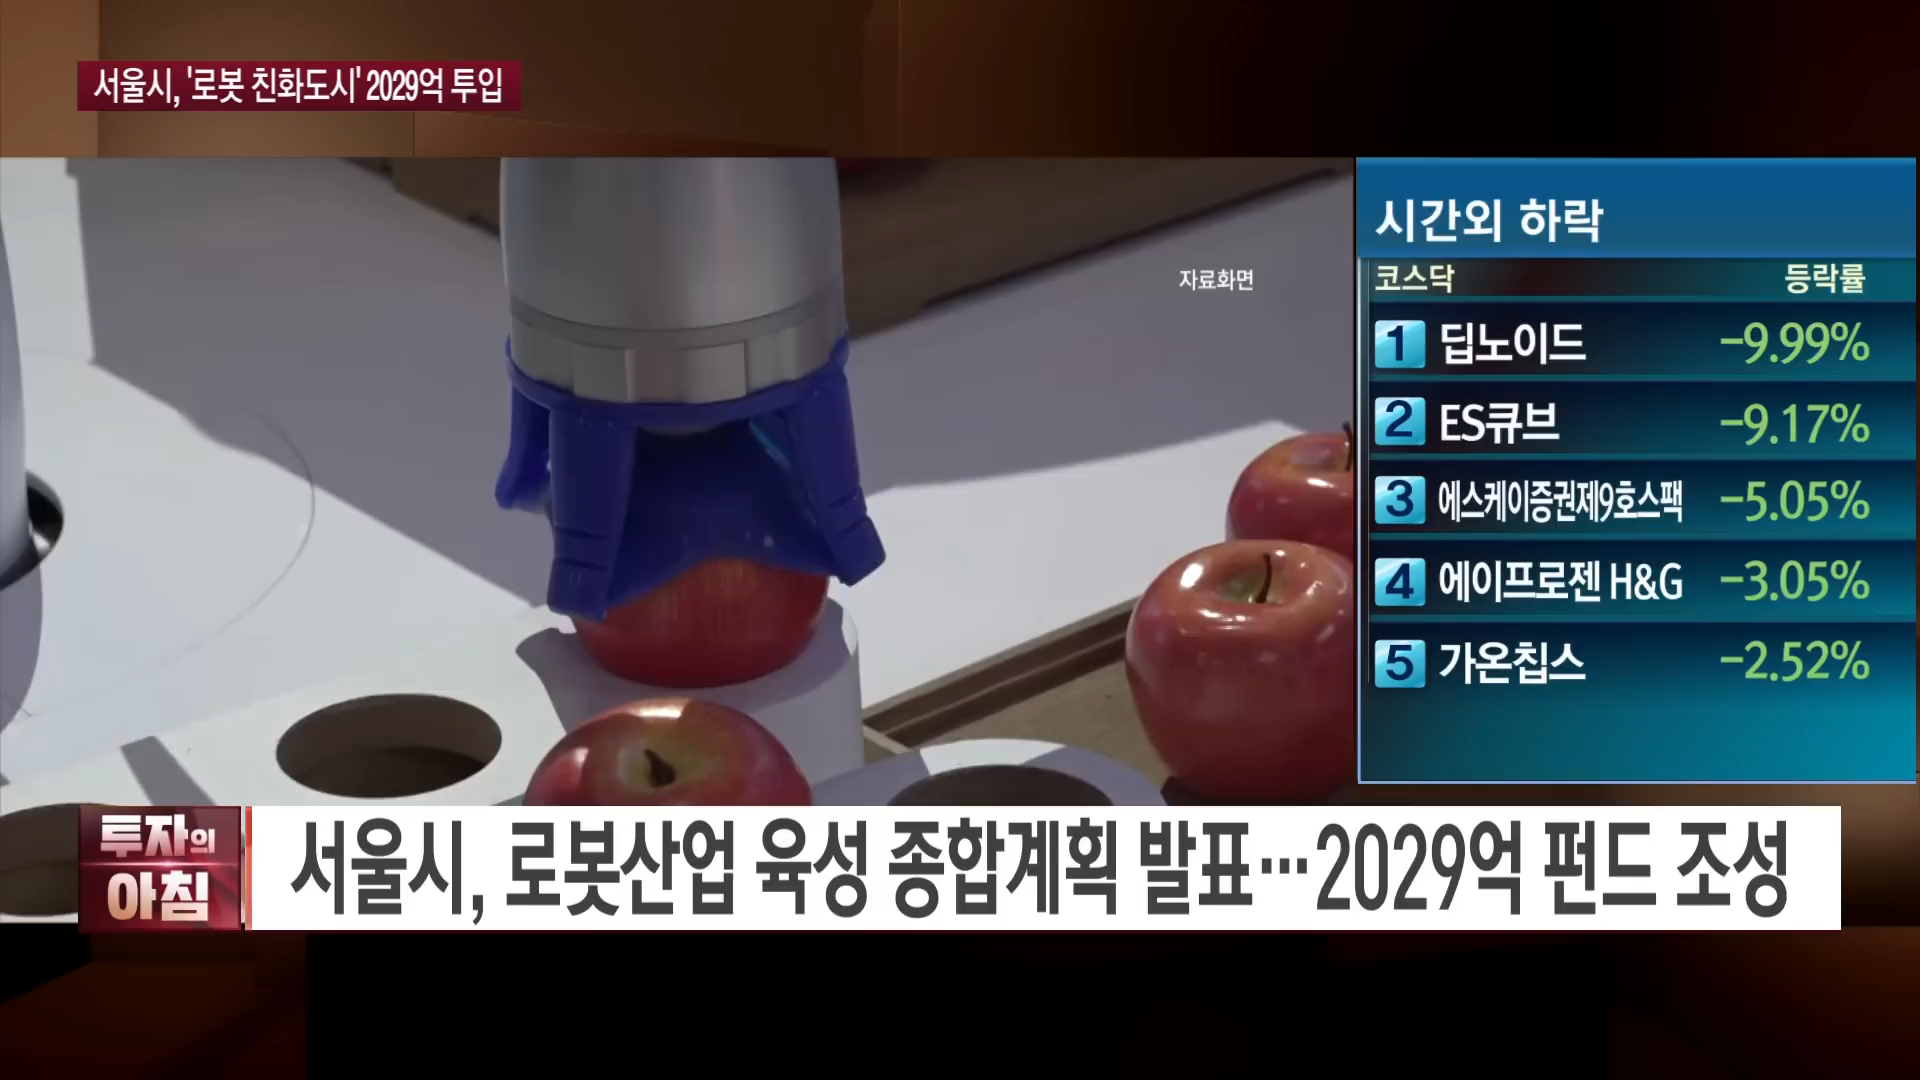 서울시, '로봇 친화도시' 2029억 투입
자료화면
시간외 하락
코스닥 등락률
1 딥노이드 -9.99%
2 ES큐브 -9.17%
3 에스케이증권제9호스팩 -5.05%
4 에이프로젠 H&G -3.05%
5 가온칩스 -2.52%
투자의
아침
서울시, 로봇산업 육성 종합계획 발표…2029억 펀드 조성